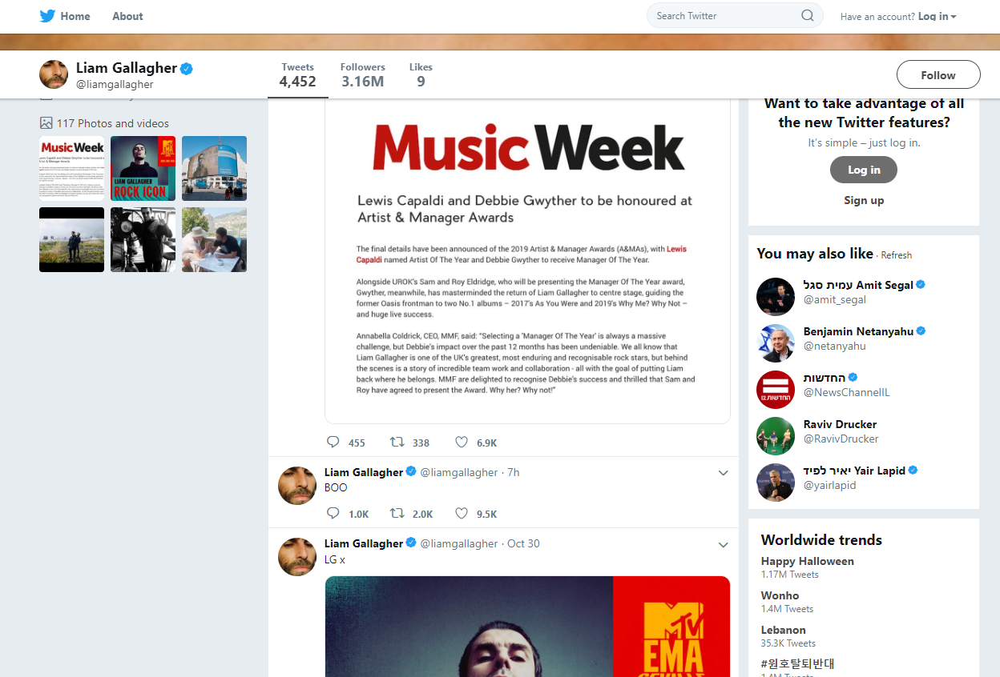 Home
About
Search Twitter
Have an account? Log in
Liam Gallagher
@liamgallagher
Tweets
4,452
Followers
3.16M
Likes
9
Follow
117 Photos and videos
MusicWeek
LIAM GALLAGHER
ROCK ICON
MTV
EMA
MusicWeek
Lewis Capaldi and Debbie Gwyther to be honoured at
Artist & Manager Awards
The final details have been announced of the 2019 Artist & Manager Awards (A&MAs), with Lewis
Capaldi named Artist Of The Year and Debbie Gwyther to receive Manager Of The Year.
Alongside UROK's Sam and Roy Eldridge, who will be presenting the Manager Of The Year award,
Gwyther, meanwhile, has masterminded the return of Liam Gallagher to centre stage, guiding the
former Oasis frontman to two No.1 albums – 2017's As You Were and 2019's Why Me? Why Not –
and huge live success.
Annabella Coldrick, CEO, MMF, said: "Selecting a 'Manager Of The Year' is always a massive
challenge, but Debbie's impact over the past 12 months has been undeniable. We all know that
Liam Gallagher is one of the UK's greatest, most enduring and recognisable rock stars, but behind
the scenes is a story of incredible team work and collaboration - all with the goal of putting Liam
back where he belongs. MMF are delighted to recognise Debbie's success and thrilled that Sam and
Roy have agreed to present the Award. Why her? Why not!"
455
338
6.9K
Liam Gallagher @liamgallagher · 7h
BOO
1.0K
2.0K
9.5K
Liam Gallagher @liamgallagher · Oct 30
LG x
MTV
EMA
SEVILLE
Want to take advantage of all
the new Twitter features?
It's simple – just log in.
Log in
Sign up
You may also like · Refresh
עמית סגל Amit Segal
@amit_segal
Benjamin Netanyahu
@netanyahu
החדשות
@NewsChannelIL
החדשות.12
Raviv Drucker
@RavivDrucker
יאיר לפיד Yair Lapid
@yairlapid
Worldwide trends
Happy Halloween
1.17M Tweets
Wonho
1.4M Tweets
Lebanon
35.3K Tweets
#원호탈퇴반대
1.4M Tweets